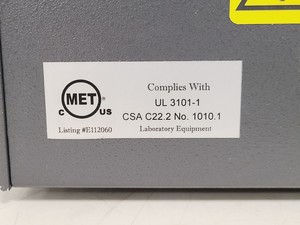 MET
C US
Listing #E112060
Complies With
UL 3101-1
CSA C22.2 No. 1010.1
Laboratory Equipment